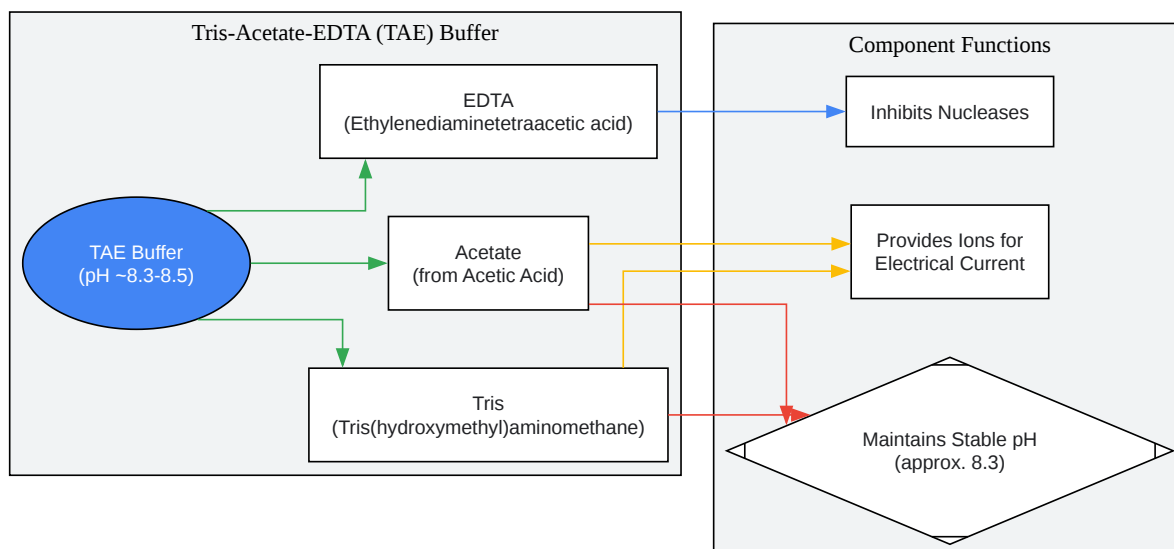 Tris-Acetate-EDTA (TAE) Buffer
EDTA
(Ethylenediaminetetraacetic acid)
TAE Buffer
(pH ~8.3-8.5)
Acetate
(from Acetic Acid)
Tris
(Tris(hydroxymethyl)aminomethane)
Component Functions
Inhibits Nucleases
Provides Ions for
Electrical Current
Maintains Stable pH
(approx. 8.3)